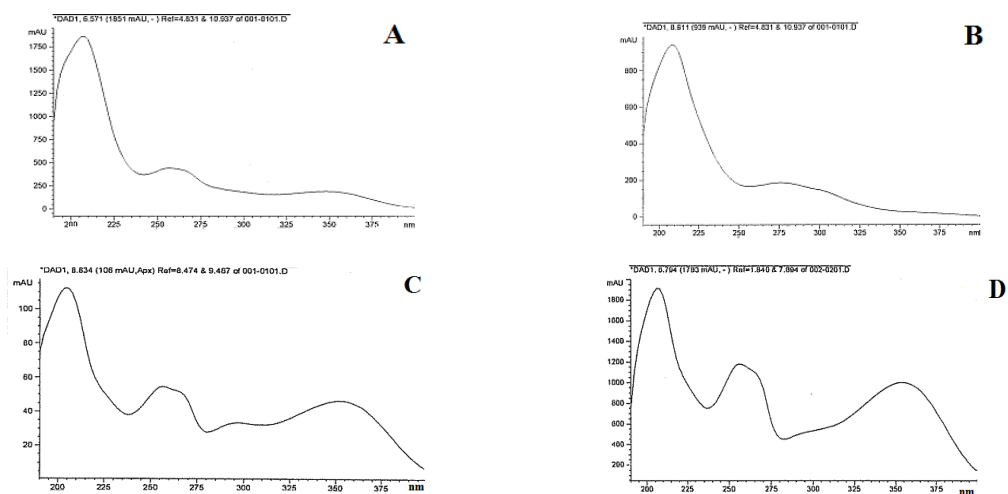 *DAD1, 6.571 (1851 mAU, - ) Ref=4.831 & 10.937 of 001-0101.D
A
mAU
1750
1500
1250
1000
750
500
250
0
200 225 250 275 300 325 350 375 nm
*DAD1, 8.611 (939 mAU, - ) Ref=4.831 & 10.937 of 001-0101.D
B
mAU
800
600
400
200
0
200 225 250 275 300 325 350 375 nm
*DAD1, 8.634 (106 mAU,Apx) Ref=8.474 & 9.467 of 001-0101.D
C
mAU
100
80
60
40
20
200 225 250 275 300 325 350 375 nm
*DAD1, 6.794 (1783 mAU, - ) Ref=1.840 & 7.894 of 002-0201.D
D
mAU
1800
1600
1400
1200
1000
800
600
400
200
200 225 250 275 300 325 350 375 nm